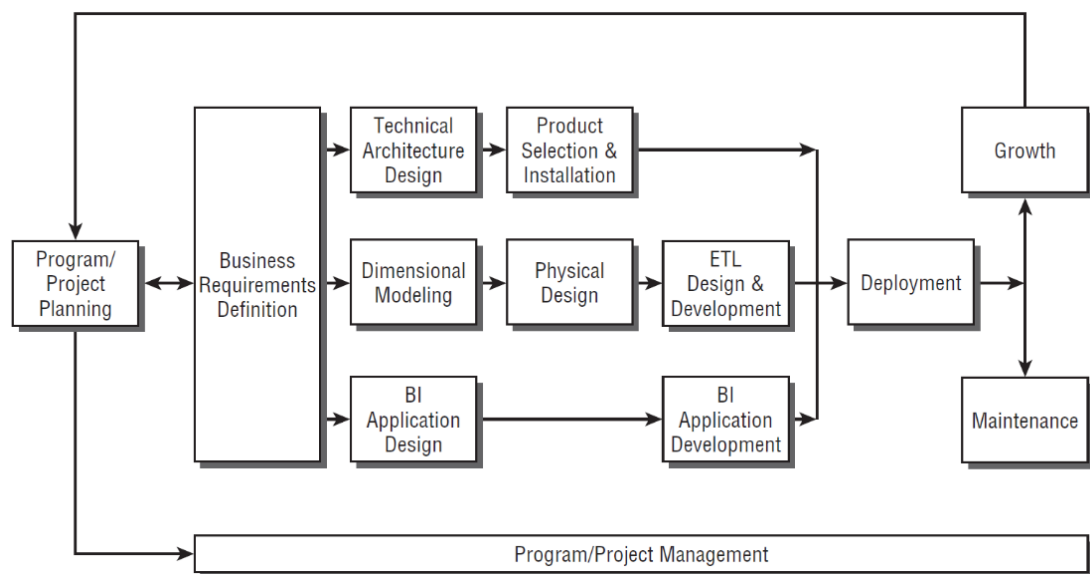 Technical
Architecture
Design
Product
Selection &
Installation
Growth
Program/
Project
Planning
Business
Requirements
Definition
Dimensional
Modeling
Physical
Design
ETL
Design &
Development
Deployment
BI
Application
Design
BI
Application
Development
Maintenance
Program/Project Management